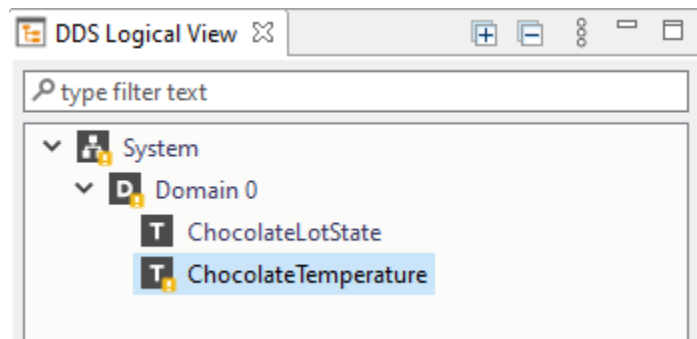 DDS Logical View
type filter text
System
D Domain 0
T ChocolateLotState
T ChocolateTemperature